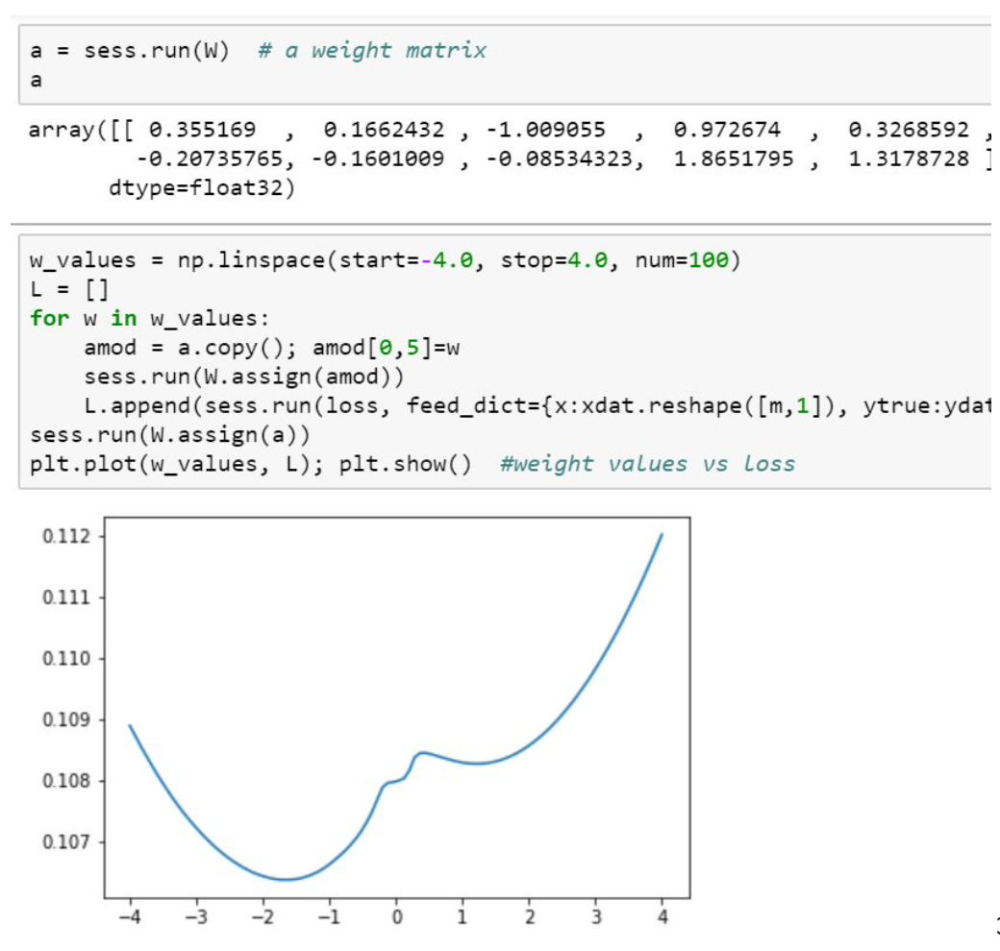 a = sess.run(W)  # a weight matrix
a
array([[ 0.355169  ,  0.1662432 , -1.009055  ,  0.972674  ,  0.3268592 ,
        -0.20735765, -0.1601009 , -0.08534323,  1.8651795 ,  1.3178728 ]
      dtype=float32)
w_values = np.linspace(start=-4.0, stop=4.0, num=100)
L = []
for w in w_values:
    amod = a.copy(); amod[0,5]=w
    sess.run(W.assign(amod))
    L.append(sess.run(loss, feed_dict={x:xdat.reshape([m,1]), ytrue:ydat
sess.run(W.assign(a))
plt.plot(w_values, L); plt.show()  #weight values vs loss
0.112
0.111
0.110
0.109
0.108
0.107
−4 −3 −2 −1 0 1 2 3 4